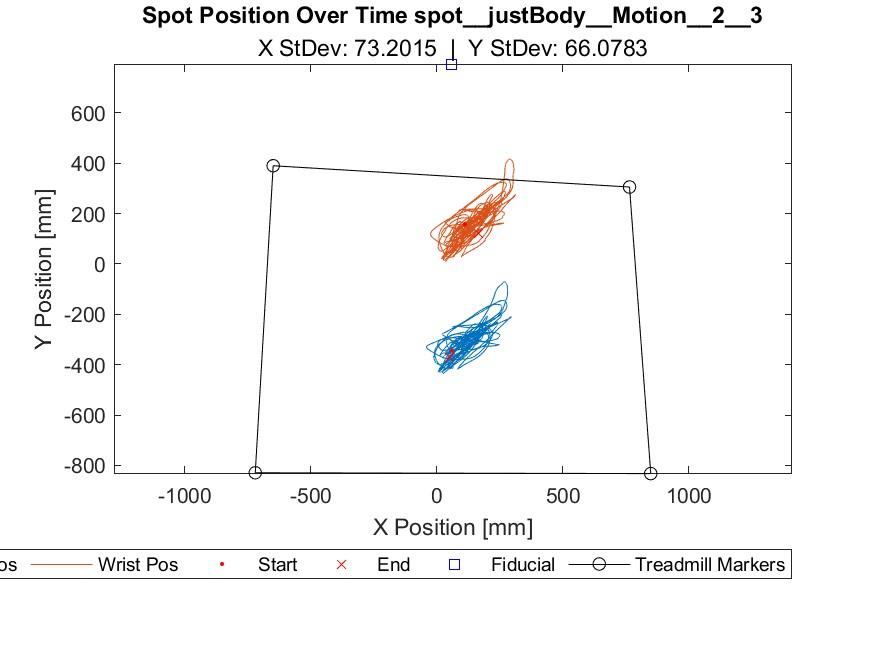 Spot Position Over Time spot__justBody__Motion__2__3
X StDev: 73.2015 | Y StDev: 66.0783
600
400
200
0
-200
-400
-600
-800
Y Position [mm]
-1000 -500 0 500 1000
X Position [mm]
os Wrist Pos Start End Fiducial Treadmill Markers